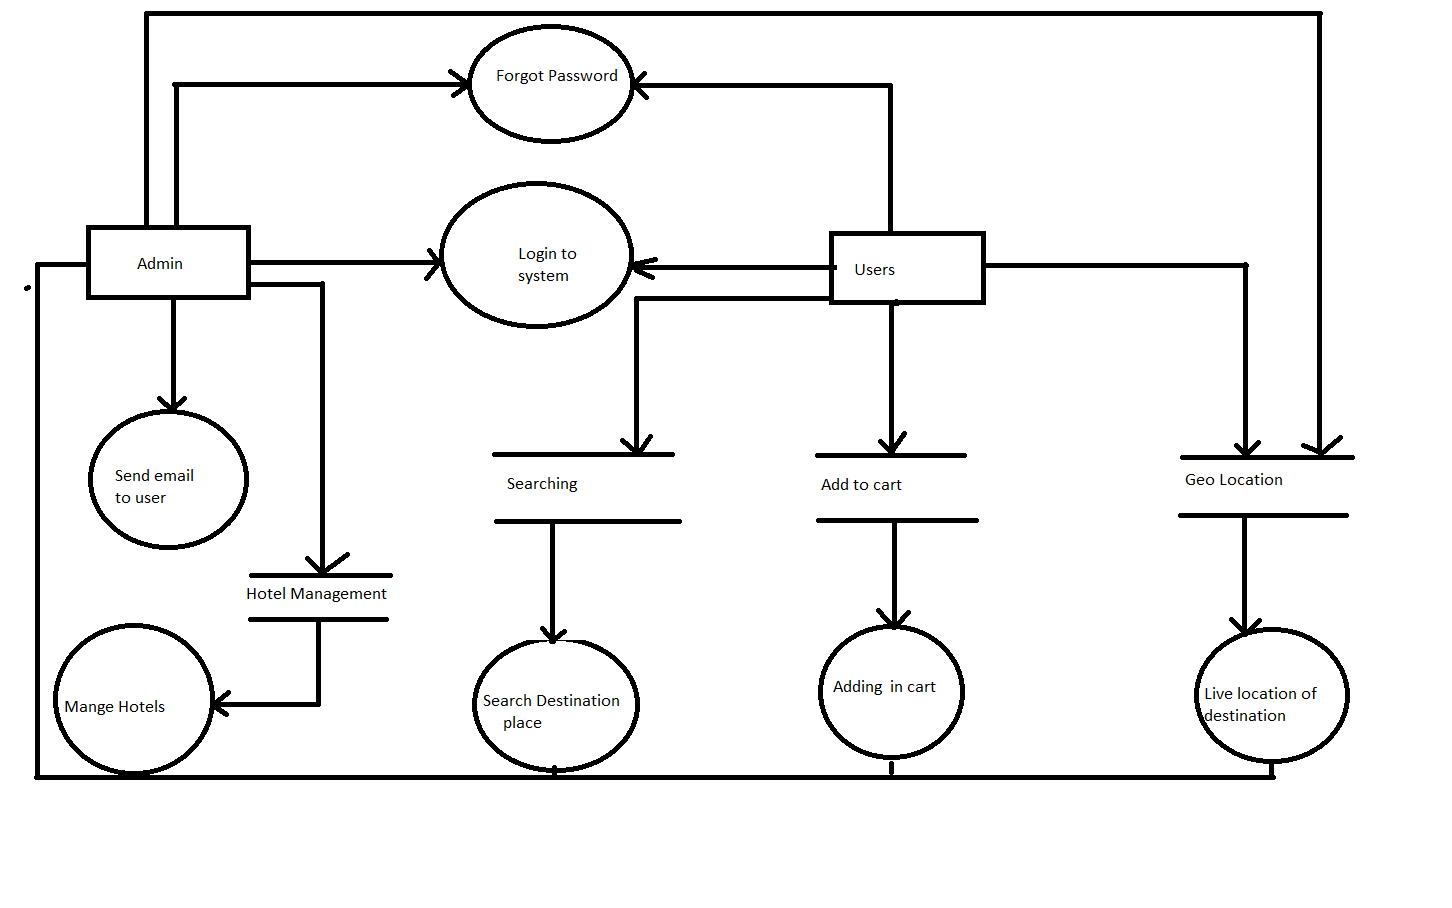 Forgot Password
Login to
system
Admin
Users
Send email
to user
Searching
Add to cart
Geo Location
Hotel Management
Mange Hotels
Search Destination
place
Adding in cart
Live location of
destination